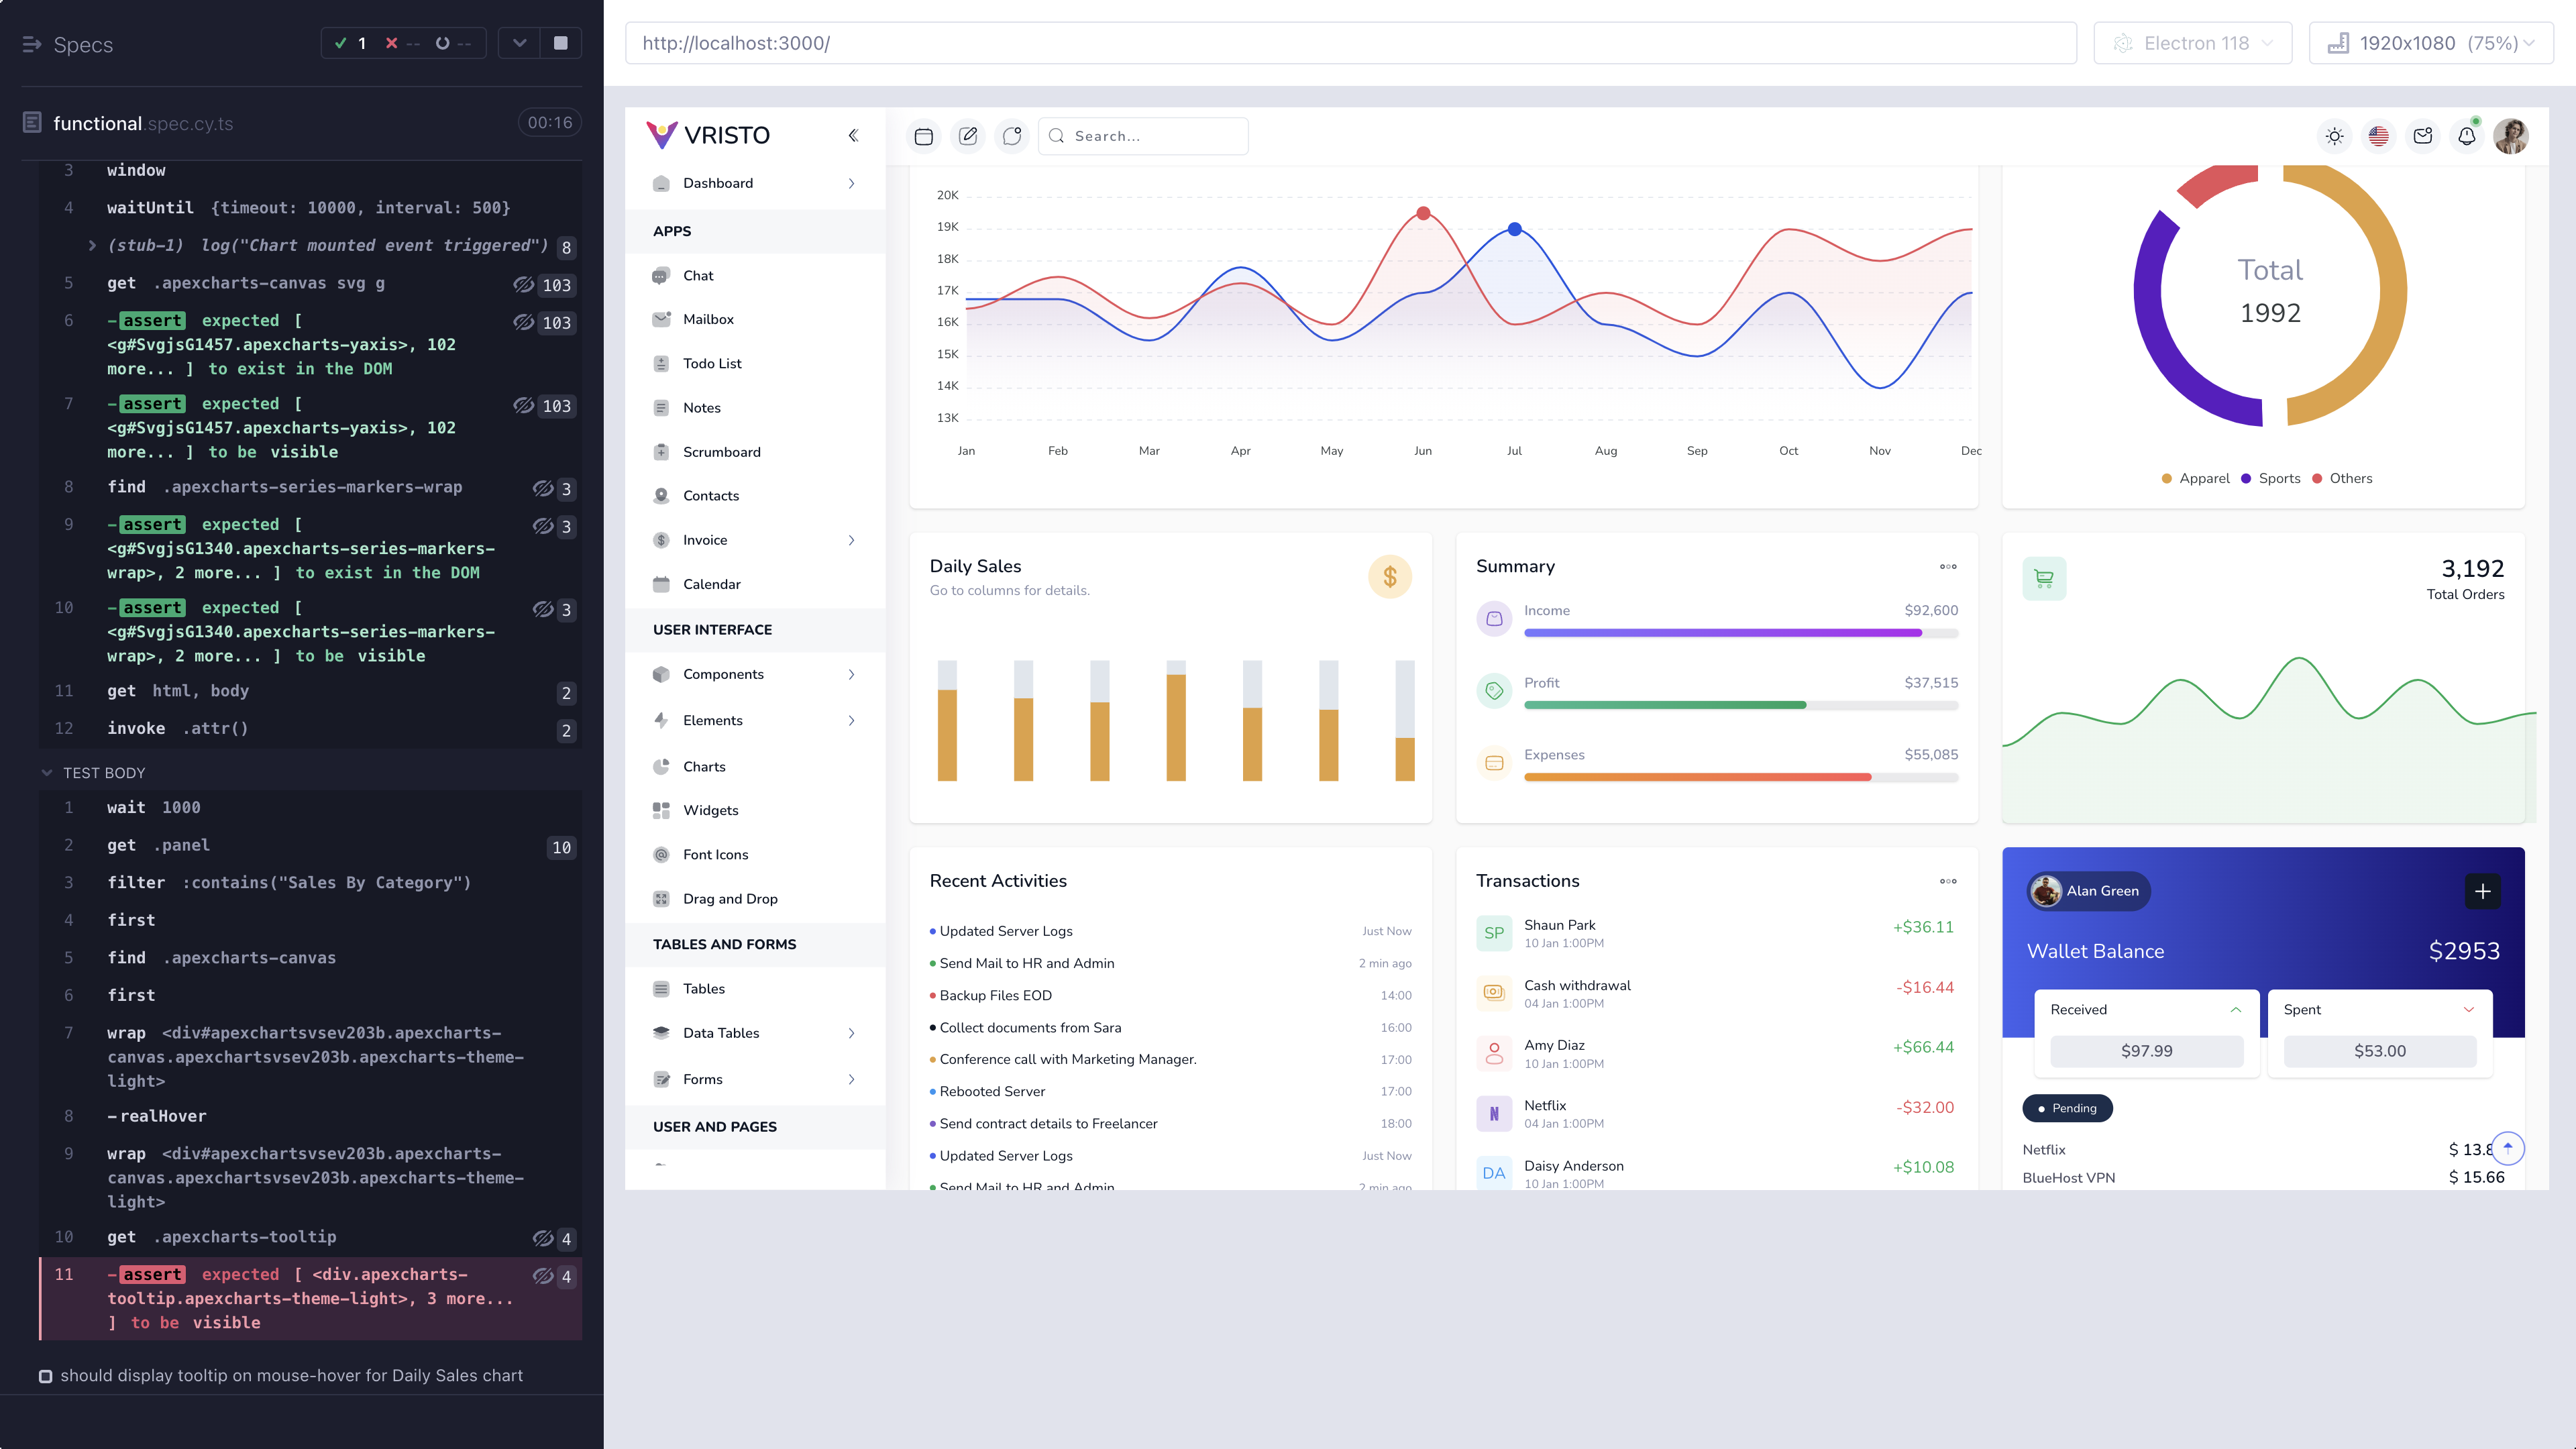 Specs
1
--
--
functional.spec.cy.ts
00:16
3 window
4 waitUntil {timeout: 10000, interval: 500}
(stub-1) log("Chart mounted event triggered") 8
5 get .apexcharts-canvas svg g 103
6 -assert expected [ 103
<g#SvgjsG1457.apexcharts-yaxis>, 102
more... ] to exist in the DOM
7 -assert expected [ 103
<g#SvgjsG1457.apexcharts-yaxis>, 102
more... ] to be visible
8 find .apexcharts-series-markers-wrap 3
9 -assert expected [ 3
<g#SvgjsG1340.apexcharts-series-markers-
wrap>, 2 more... ] to exist in the DOM
10 -assert expected [ 3
<g#SvgjsG1340.apexcharts-series-markers-
wrap>, 2 more... ] to be visible
11 get html, body 2
12 invoke .attr() 2
TEST BODY
1 wait 1000
2 get .panel 10
3 filter :contains("Sales By Category")
4 first
5 find .apexcharts-canvas
6 first
7 wrap <div#apexchartsvsev203b.apexcharts-
canvas.apexchartsvsev203b.apexcharts-theme-
light>
8 -realHover
9 wrap <div#apexchartsvsev203b.apexcharts-
canvas.apexchartsvsev203b.apexcharts-theme-
light>
10 get .apexcharts-tooltip 4
11 -assert expected [ <div.apexcharts- 4
tooltip.apexcharts-theme-light>, 3 more...
] to be visible
should display tooltip on mouse-hover for Daily Sales chart
http://localhost:3000/
Electron 118
1920x1080 (75%)
VRISTO
Dashboard
APPS
Chat
Mailbox
Todo List
Notes
Scrumboard
Contacts
Invoice
Calendar
USER INTERFACE
Components
Elements
Charts
Widgets
Font Icons
Drag and Drop
TABLES AND FORMS
Tables
Data Tables
Forms
USER AND PAGES
Search...
20K
19K
18K
17K
16K
15K
14K
13K
Jan Feb Mar Apr May Jun Jul Aug Sep Oct Nov Dec
Total
1992
Apparel Sports Others
Daily Sales
Go to columns for details.
$
Summary
Income $92,600
Profit $37,515
Expenses $55,085
3,192
Total Orders
Recent Activities
Updated Server Logs Just Now
Send Mail to HR and Admin 2 min ago
Backup Files EOD 14:00
Collect documents from Sara 16:00
Conference call with Marketing Manager. 17:00
Rebooted Server 17:00
Send contract details to Freelancer 18:00
Updated Server Logs Just Now
Send Mail to HR and Admin 2 min ago
Transactions
SP Shaun Park +$36.11
10 Jan 1:00PM
Cash withdrawal -$16.44
04 Jan 1:00PM
Amy Diaz +$66.44
10 Jan 1:00PM
N Netflix -$32.00
04 Jan 1:00PM
DA Daisy Anderson +$10.08
10 Jan 1:00PM
Alan Green
Wallet Balance $2953
Received
$97.99
Spent
$53.00
Pending
Netflix $ 13.8
BlueHost VPN $ 15.66